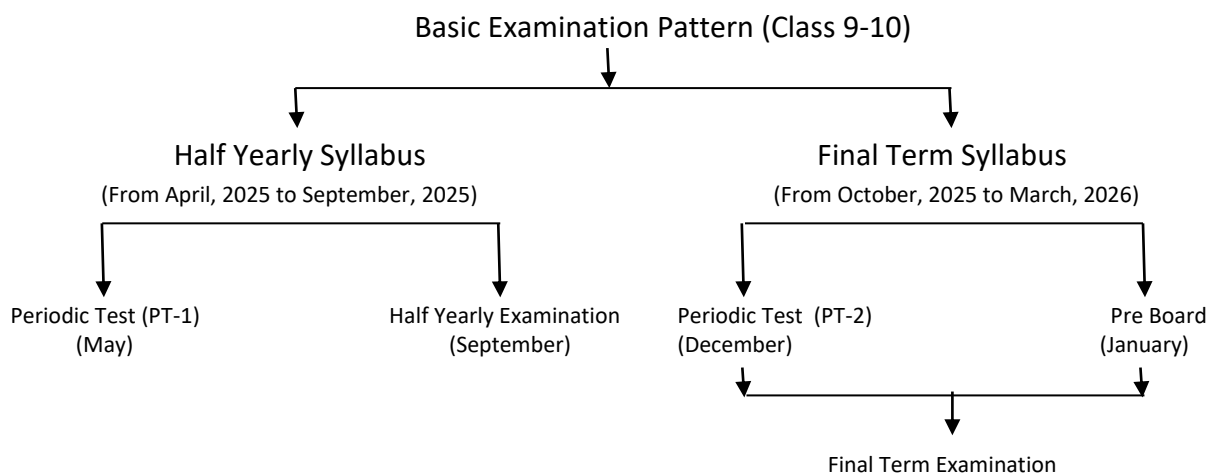 Basic Examination Pattern (Class 9-10)
Half Yearly Syllabus
(From April, 2025 to September, 2025)
Final Term Syllabus
(From October, 2025 to March, 2026)
Periodic Test (PT-1)
(May)
Half Yearly Examination
(September)
Periodic Test (PT-2)
(December)
Pre Board
(January)
Final Term Examination